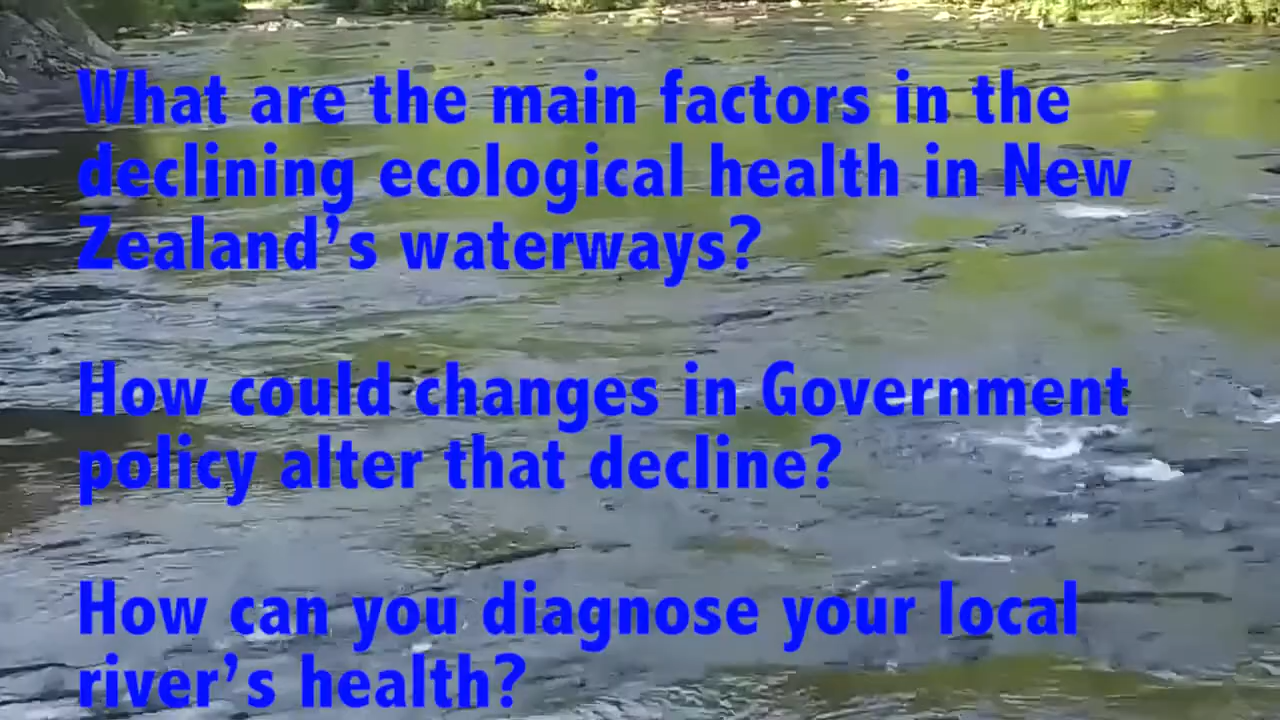 What are the main factors in the
declining ecological health in New
Zealand’s waterways?
How could changes in Government
policy alter that decline?
How can you diagnose your local
river’s health?